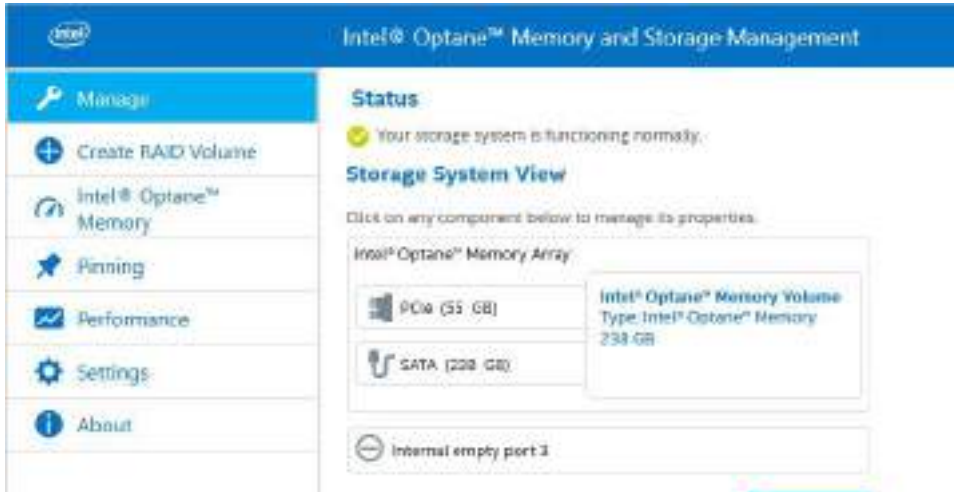 intel
Intel® Optane™ Memory and Storage Management
Manage
Create RAID Volume
Intel® Optane™
Memory
Pinning
Performance
Settings
About
Status
Your storage system is functioning normally.
Storage System View
Click on any component below to manage its properties.
Intel® Optane™ Memory Array
PCIe (55 GB)
SATA (238 GB)
Intel® Optane™ Memory Volume
Type: Intel® Optane™ Memory
238 GB
Internal empty port 3